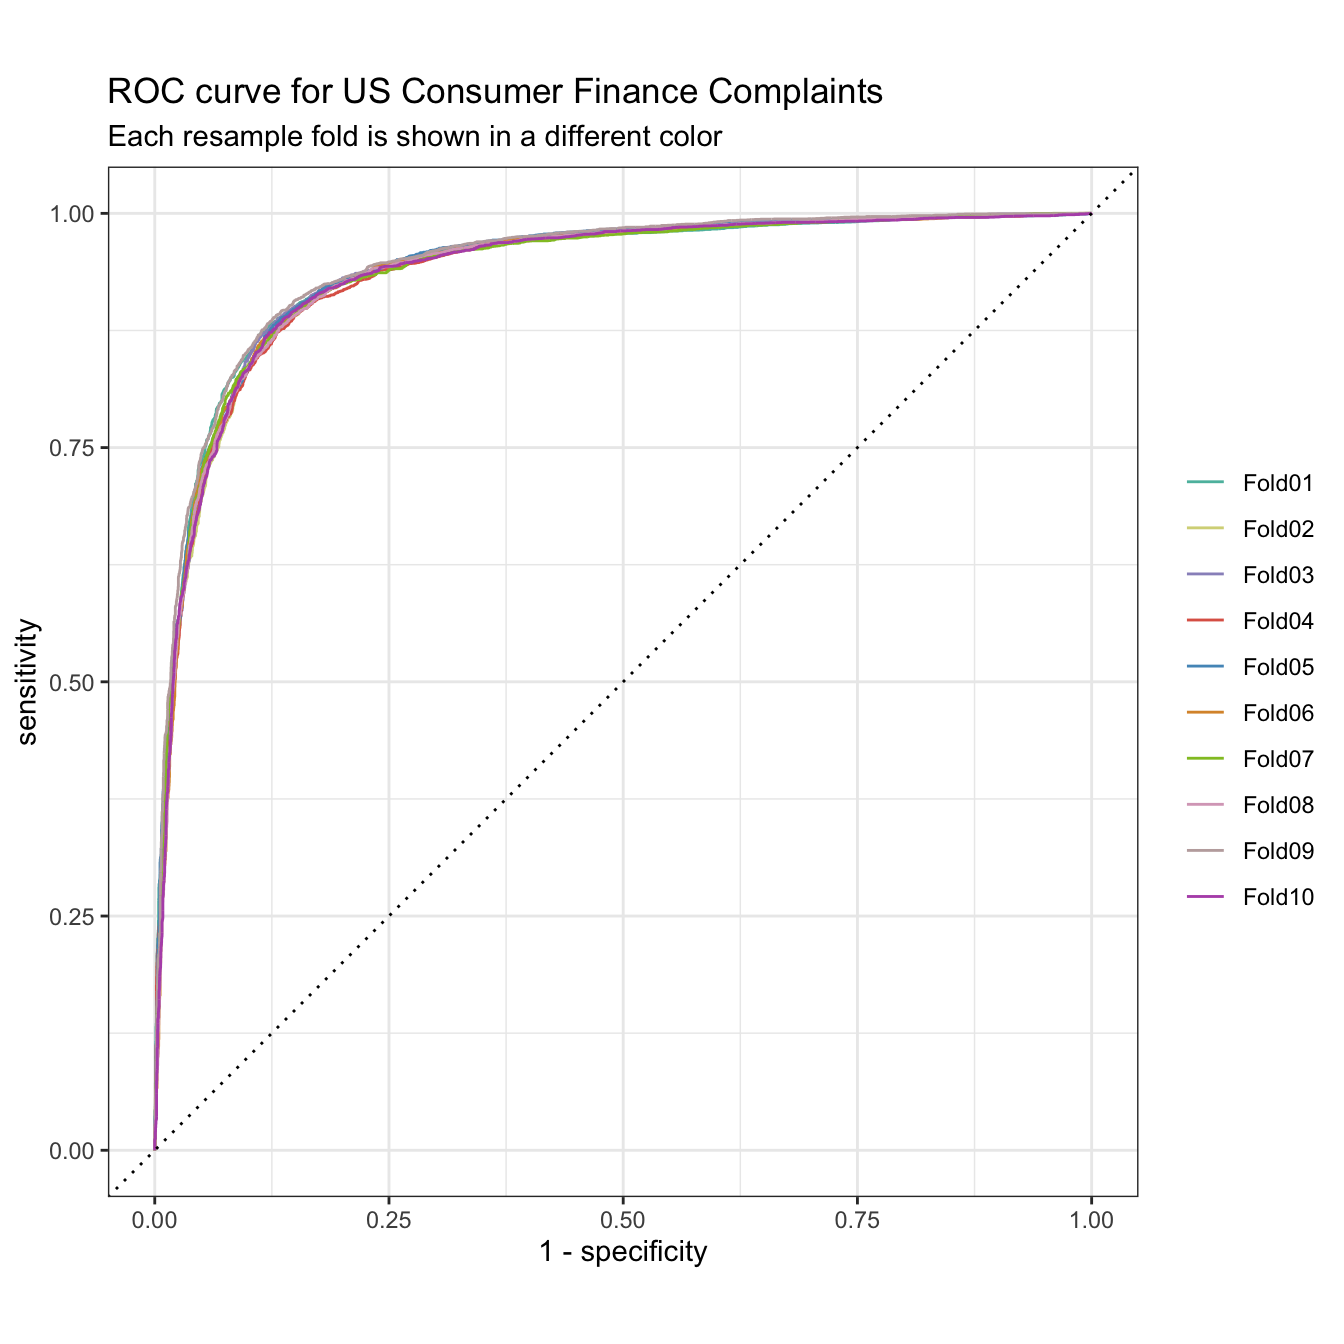 ROC curve for US Consumer Finance Complaints
Each resample fold is shown in a different color
sensitivity
1.00
0.75
0.50
0.25
0.00
0.00 0.25 0.50 0.75 1.00
1 - specificity
Fold01
Fold02
Fold03
Fold04
Fold05
Fold06
Fold07
Fold08
Fold09
Fold10